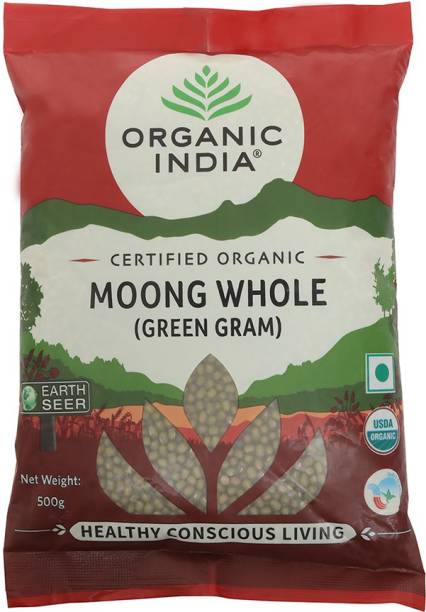 ORGANIC
INDIA®
CERTIFIED ORGANIC
MOONG WHOLE
(GREEN GRAM)
EARTH
SEER
USDA
ORGANIC
Net Weight:
500g
HEALTHY CONSCIOUS LIVING